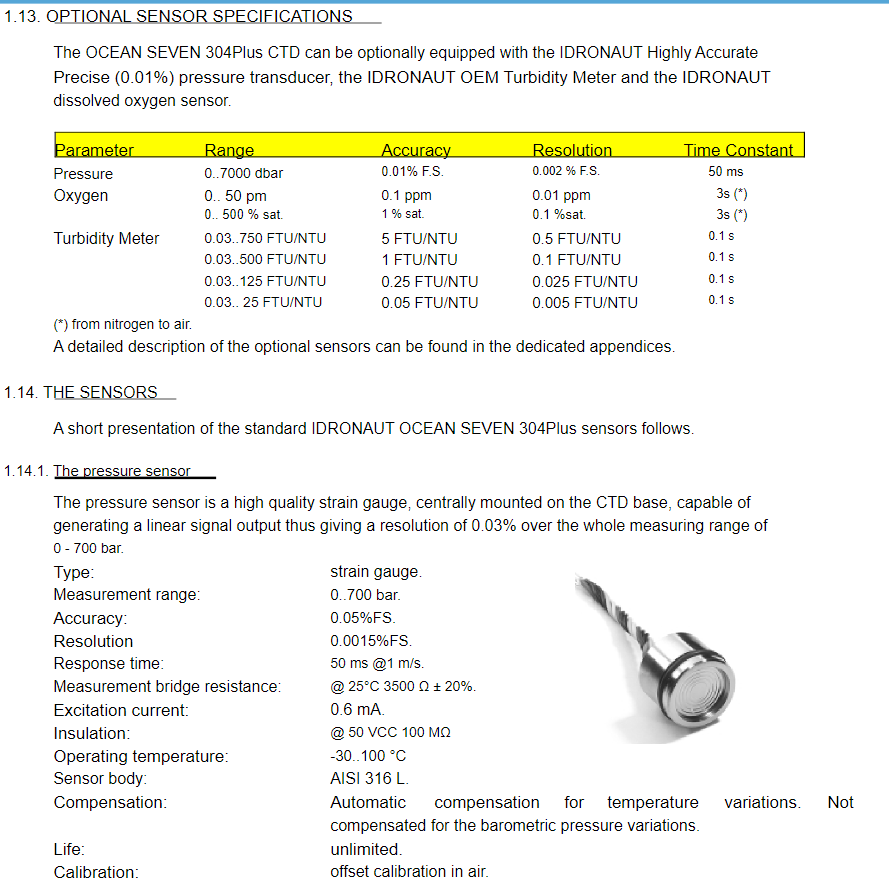 1.13. OPTIONAL SENSOR SPECIFICATIONS
The OCEAN SEVEN 304Plus CTD can be optionally equipped with the IDRONAUT Highly Accurate
Precise (0.01%) pressure transducer, the IDRONAUT OEM Turbidity Meter and the IDRONAUT
dissolved oxygen sensor.
Parameter Range Accuracy Resolution Time Constant
Pressure 0..7000 dbar 0.01% F.S. 0.002 % F.S. 50 ms
Oxygen 0.. 50 pm 0.1 ppm 0.01 ppm 3s (*)
0.. 500 % sat. 1 % sat. 0.1 %sat. 3s (*)
Turbidity Meter 0.03..750 FTU/NTU 5 FTU/NTU 0.5 FTU/NTU 0.1 s
0.03..500 FTU/NTU 1 FTU/NTU 0.1 FTU/NTU 0.1 s
0.03..125 FTU/NTU 0.25 FTU/NTU 0.025 FTU/NTU 0.1 s
0.03.. 25 FTU/NTU 0.05 FTU/NTU 0.005 FTU/NTU 0.1 s
(*) from nitrogen to air.
A detailed description of the optional sensors can be found in the dedicated appendices.
1.14. THE SENSORS
A short presentation of the standard IDRONAUT OCEAN SEVEN 304Plus sensors follows.
1.14.1. The pressure sensor
The pressure sensor is a high quality strain gauge, centrally mounted on the CTD base, capable of
generating a linear signal output thus giving a resolution of 0.03% over the whole measuring range of
0 - 700 bar.
Type: strain gauge.
Measurement range: 0..700 bar.
Accuracy: 0.05%FS.
Resolution 0.0015%FS.
Response time: 50 ms @1 m/s.
Measurement bridge resistance: @ 25°C 3500 Ω ± 20%.
Excitation current: 0.6 mA.
Insulation: @ 50 VCC 100 MΩ
Operating temperature: -30..100 °C
Sensor body: AISI 316 L.
Compensation: Automatic compensation for temperature variations. Not
compensated for the barometric pressure variations.
Life: unlimited.
Calibration: offset calibration in air.